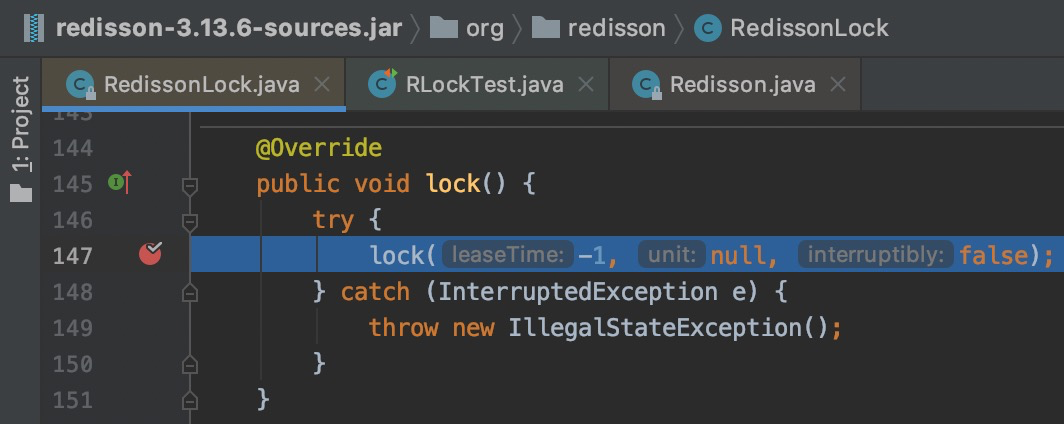 redisson-3.13.6-sources.jar org redisson RedissonLock
RedissonLock.java RLockTest.java Redisson.java
1: Project
143
144 @Override
145 public void lock() {
146 try {
147 lock( leaseTime: -1, unit: null, interruptibly: false);
148 } catch (InterruptedException e) {
149 throw new IllegalStateException();
150 }
151 }